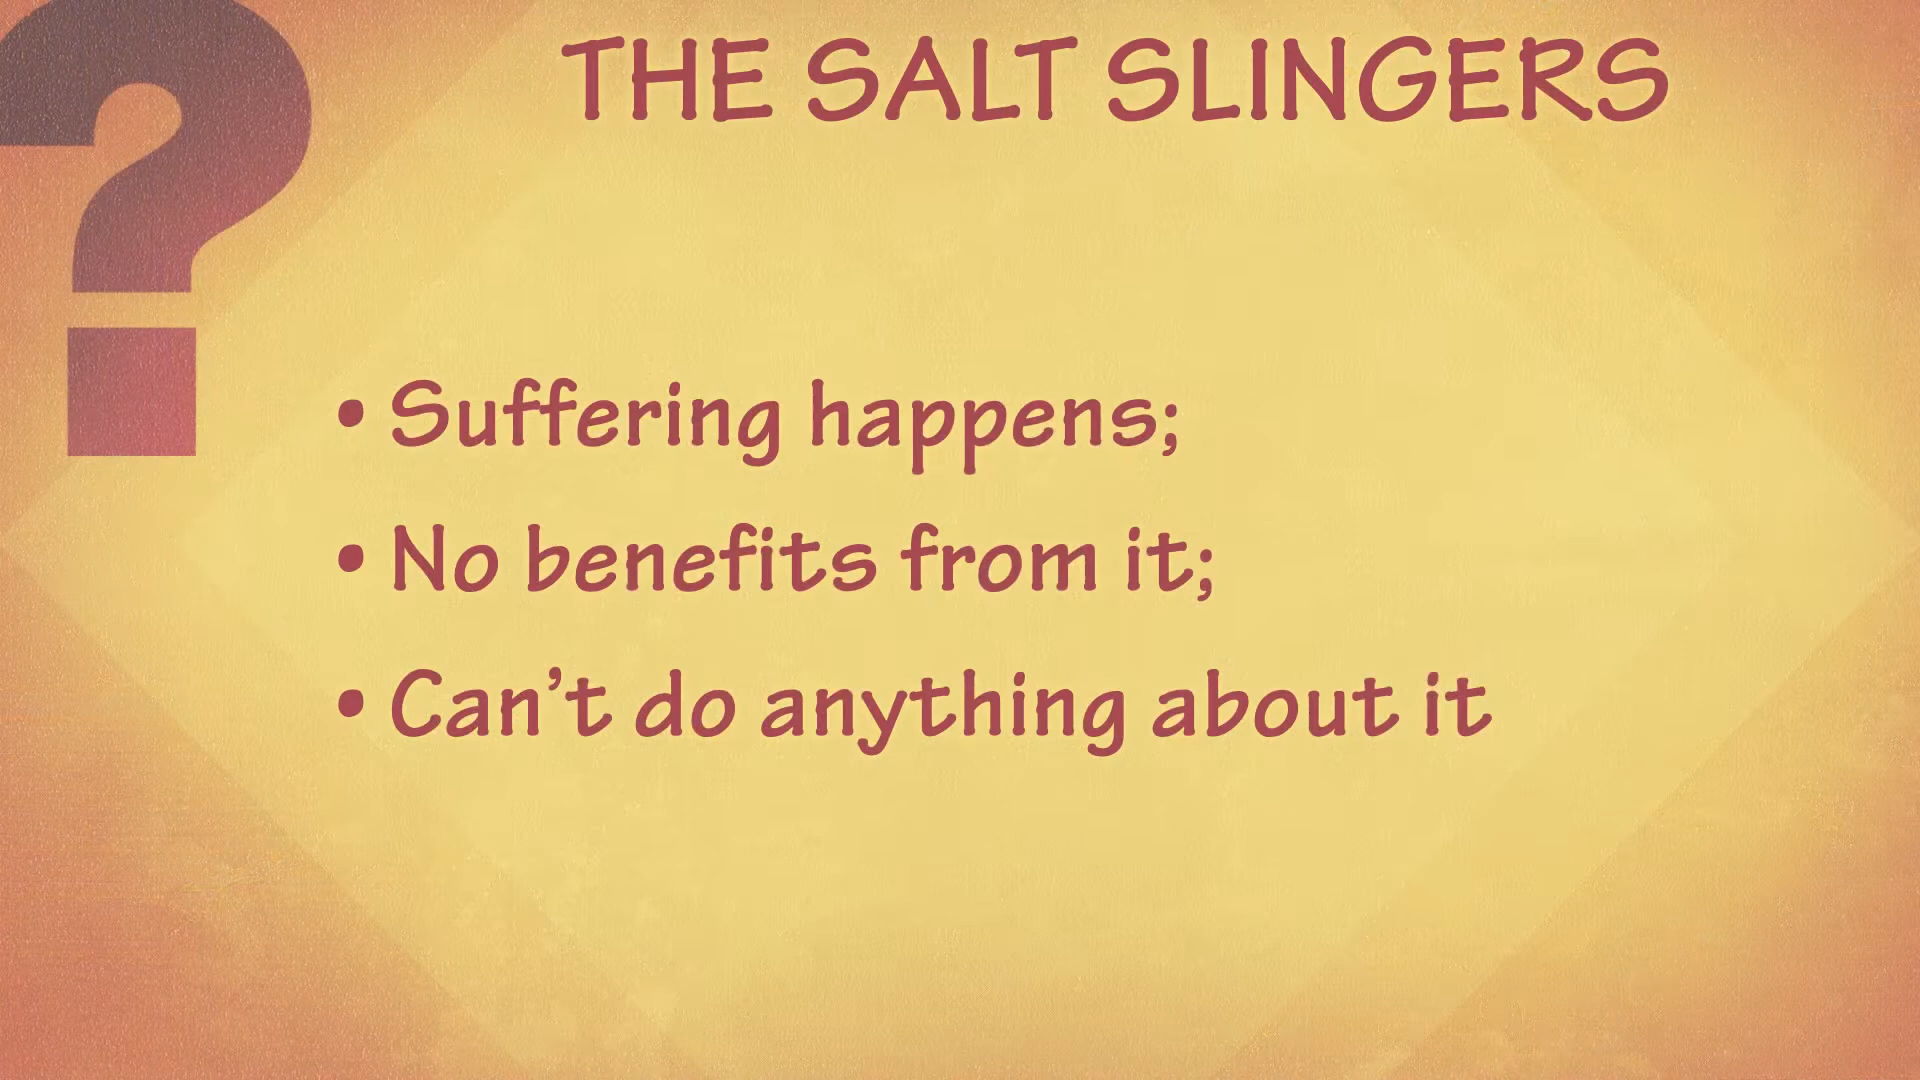 THE SALT SLINGERS
• Suffering happens;
• No benefits from it;
• Can’t do anything about it